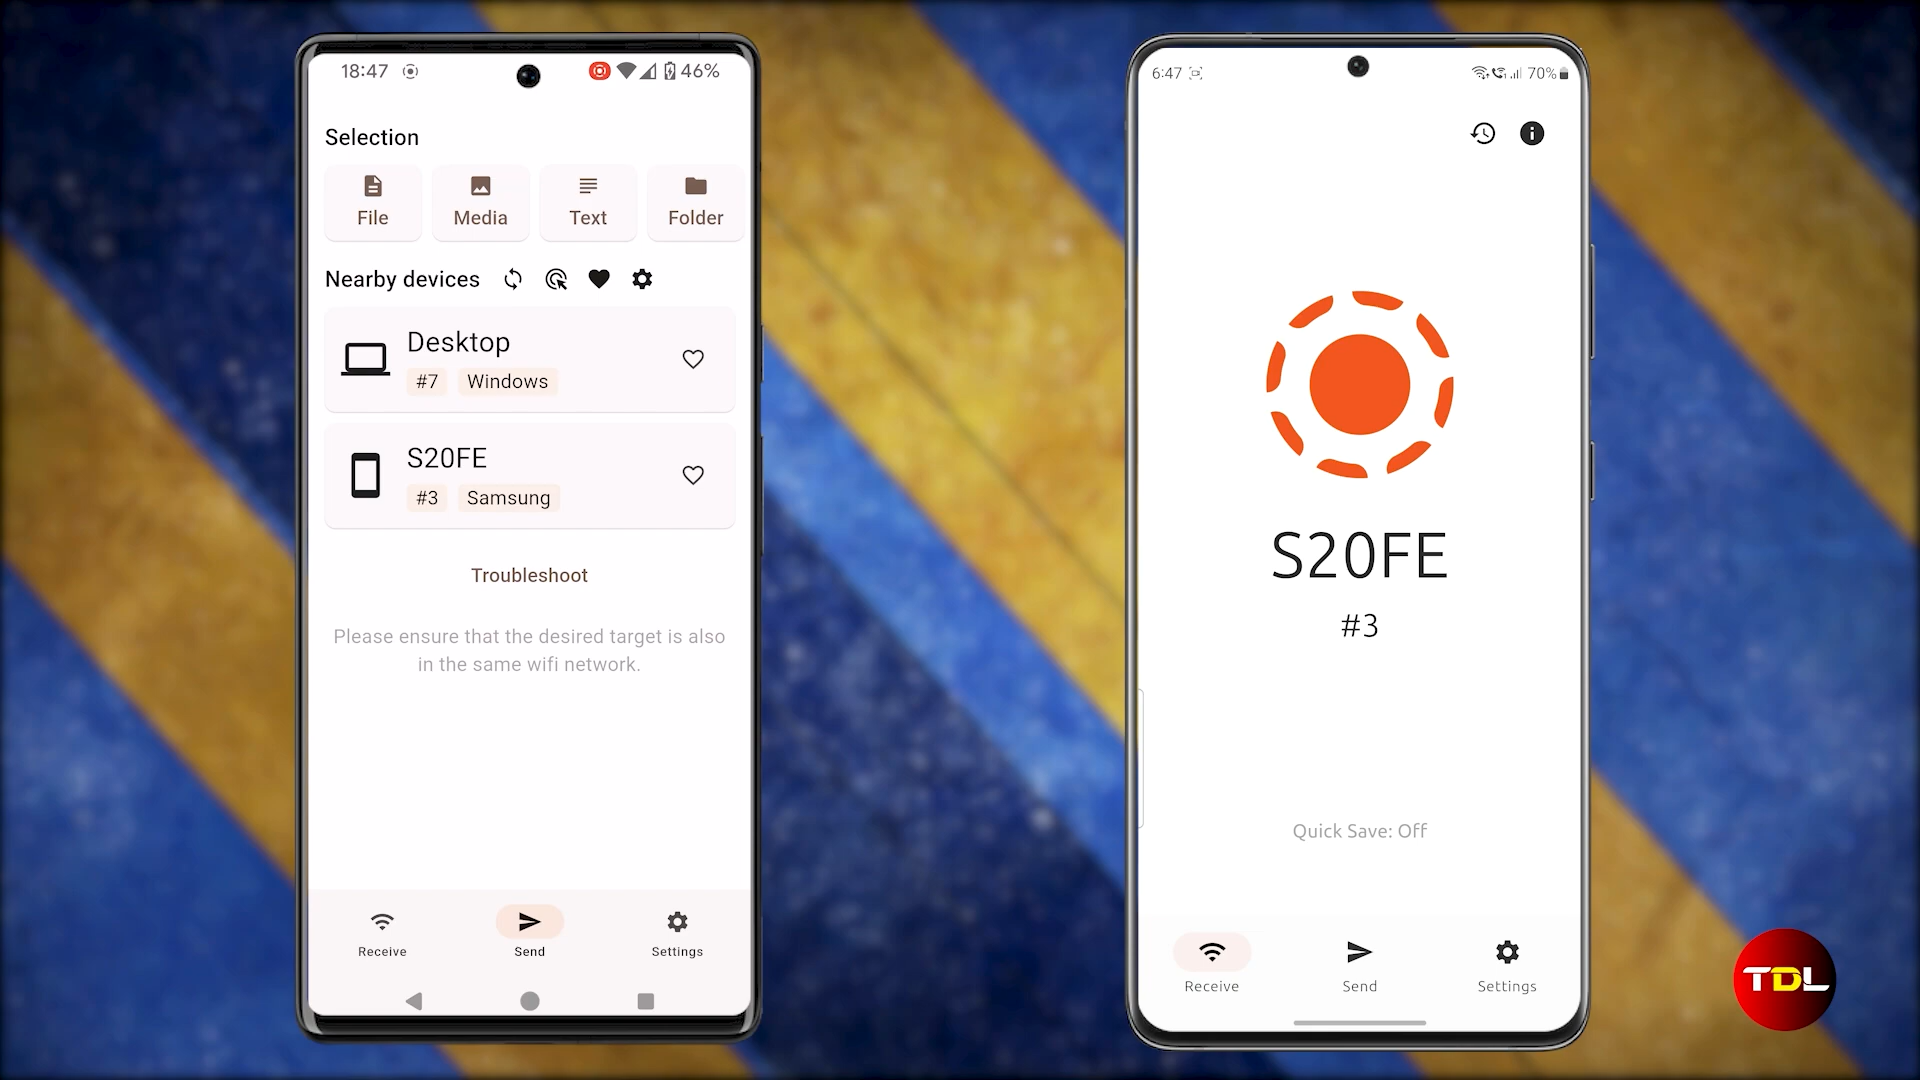 18:47
46%
Selection
File
Media
Text
Folder
Nearby devices
Desktop
#7
Windows
S20FE
#3
Samsung
Troubleshoot
Please ensure that the desired target is also
in the same wifi network.
Receive
Send
Settings
6:47
70%
S20FE
#3
Quick Save: Off
Receive
Send
Settings
TDL